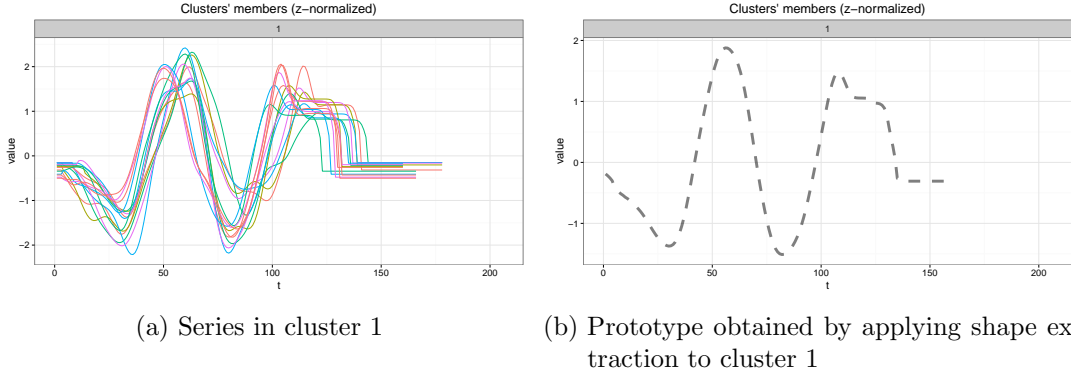 Clusters' members (z−normalized)
1
2
1
0
−1
−2
value
0
50
100
150
200
t
(a) Series in cluster 1
Clusters' members (z−normalized)
1
2
1
0
−1
value
0
50
100
150
200
t
(b) Prototype obtained by applying shape ex
traction to cluster 1